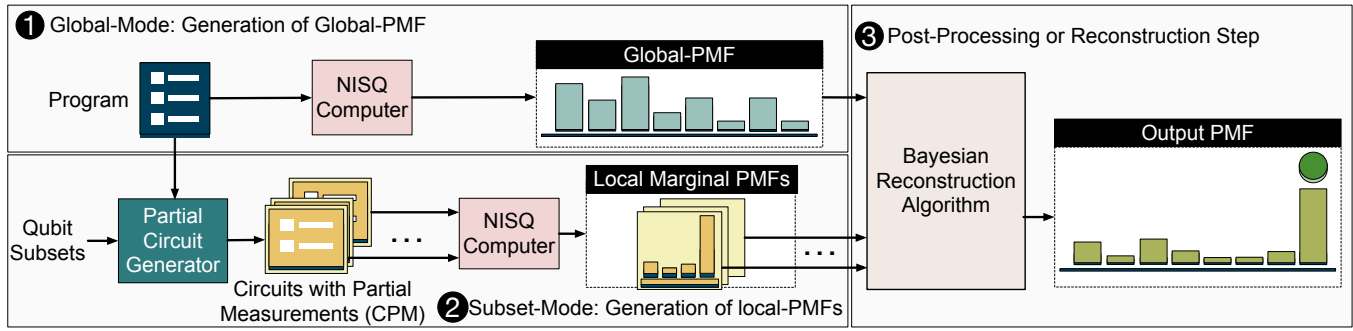 1 Global-Mode: Generation of Global-PMF
Program
NISQ
Computer
Global-PMF
Qubit
Subsets
Partial
Circuit
Generator
...
Circuits with Partial
Measurements (CPM)
NISQ
Computer
Local Marginal PMFs
...
2 Subset-Mode: Generation of local-PMFs
3 Post-Processing or Reconstruction Step
Bayesian
Reconstruction
Algorithm
Output PMF